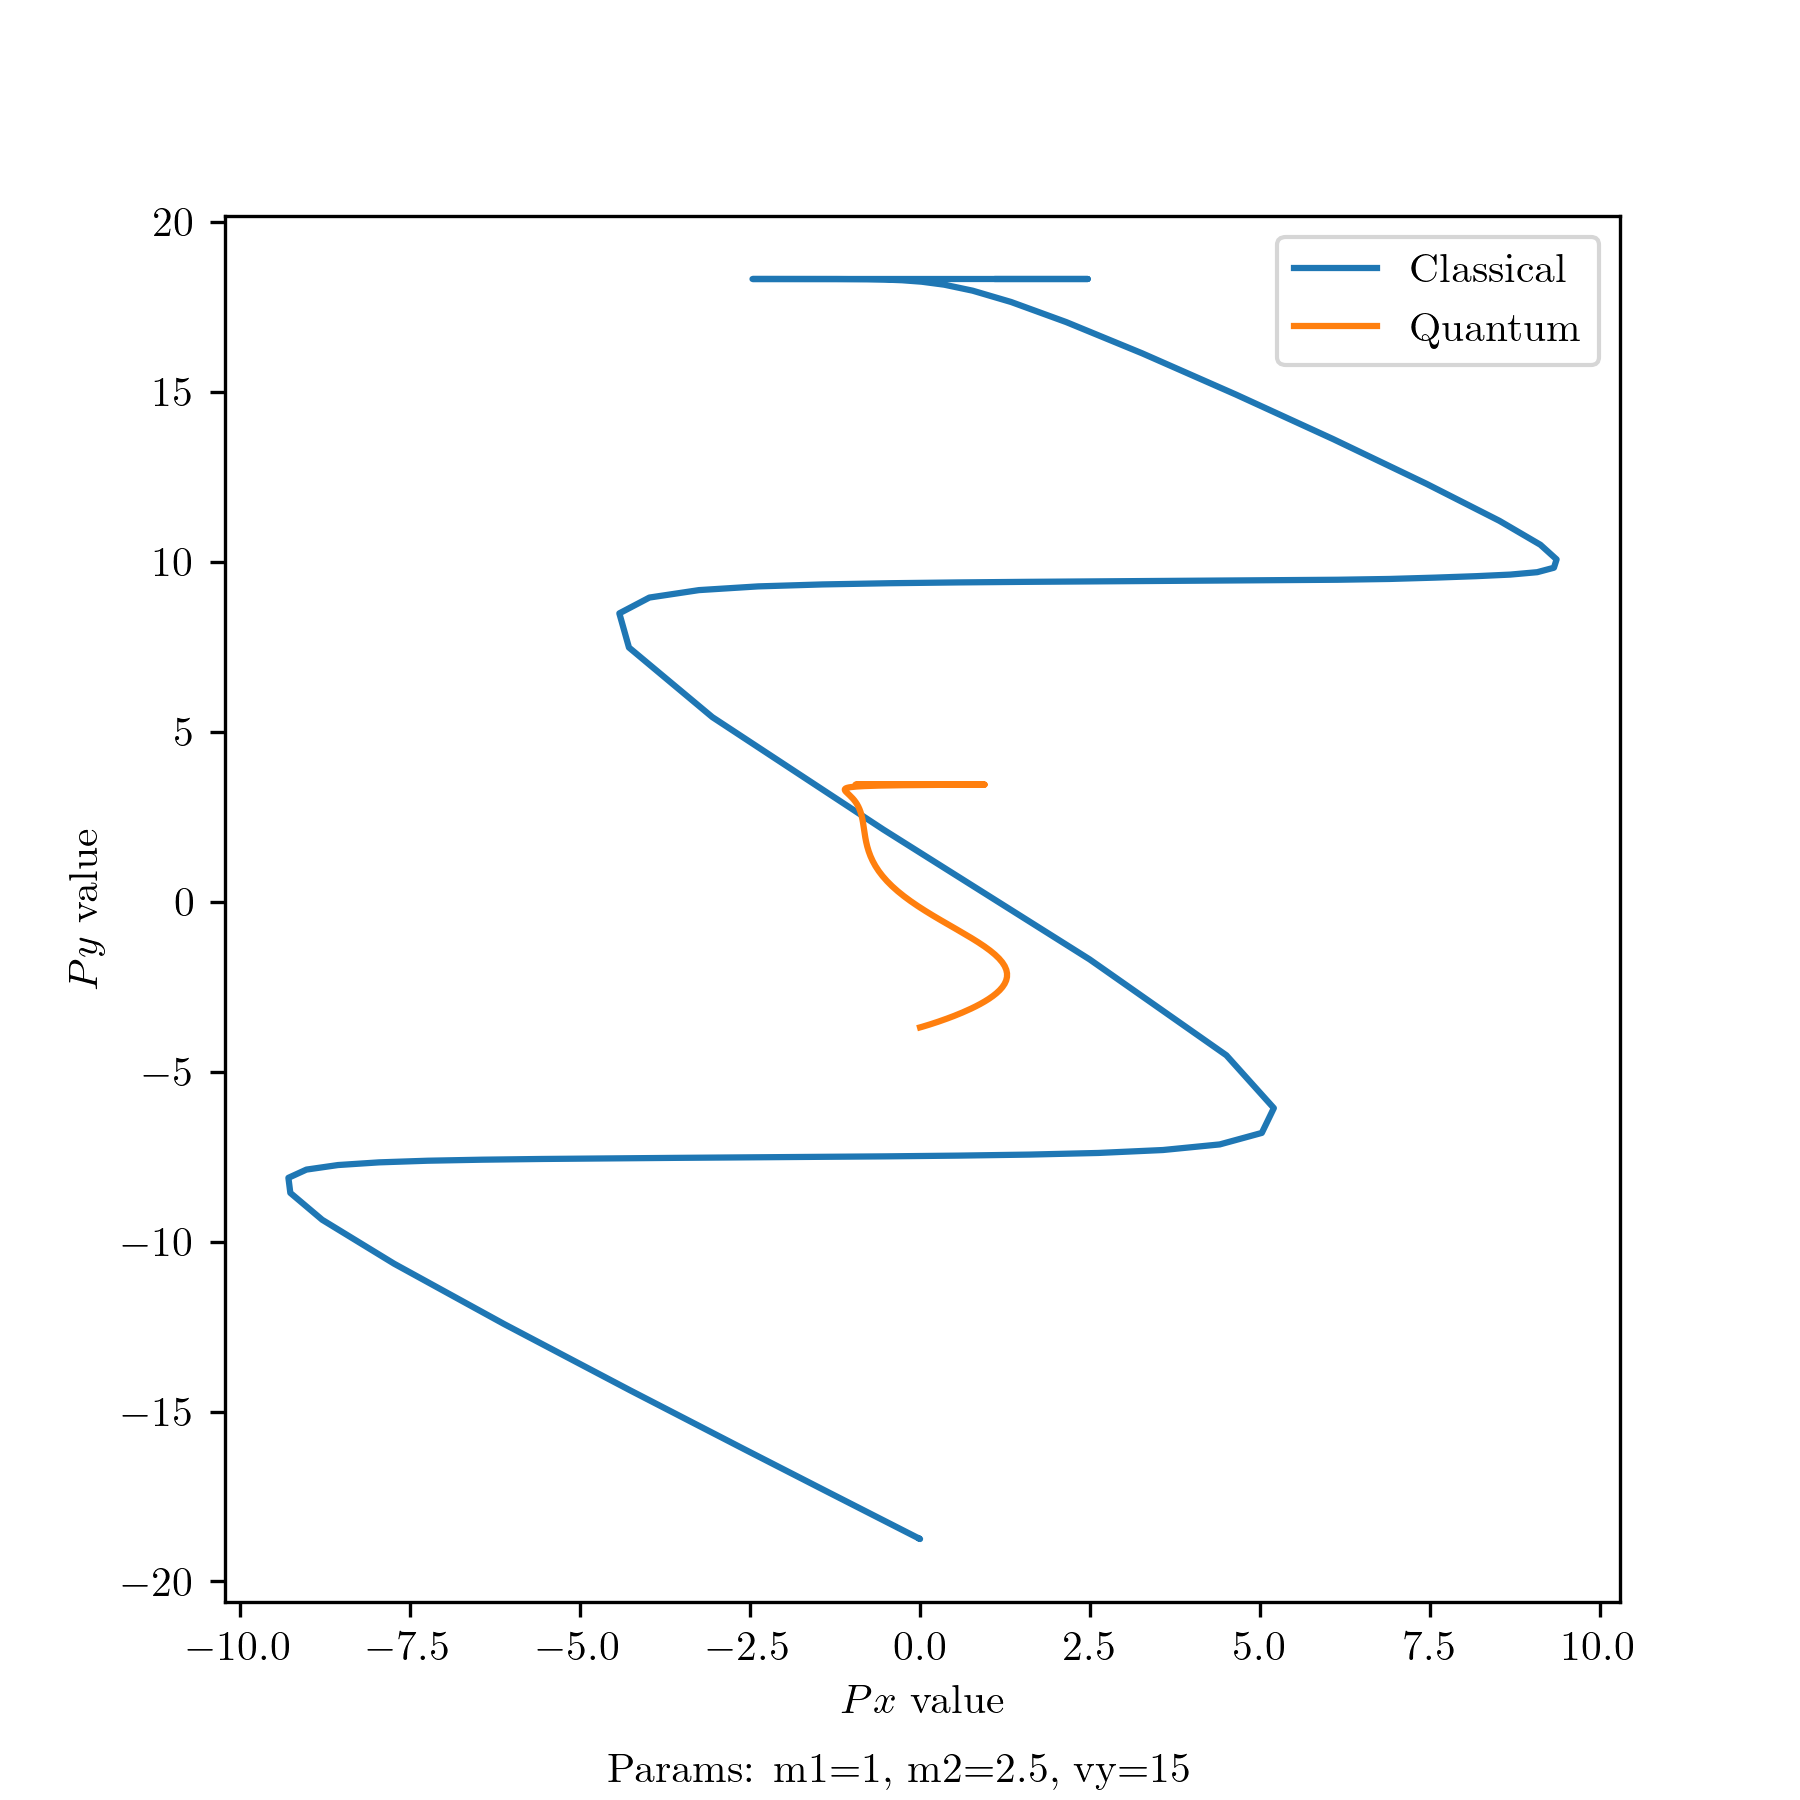 20
15
10
5
0
−5
−10
−15
−20
Py value
Classical
Quantum
−10.0 −7.5 −5.0 −2.5 0.0 2.5 5.0 7.5 10.0
Px value
Params: m1=1, m2=2.5, vy=15